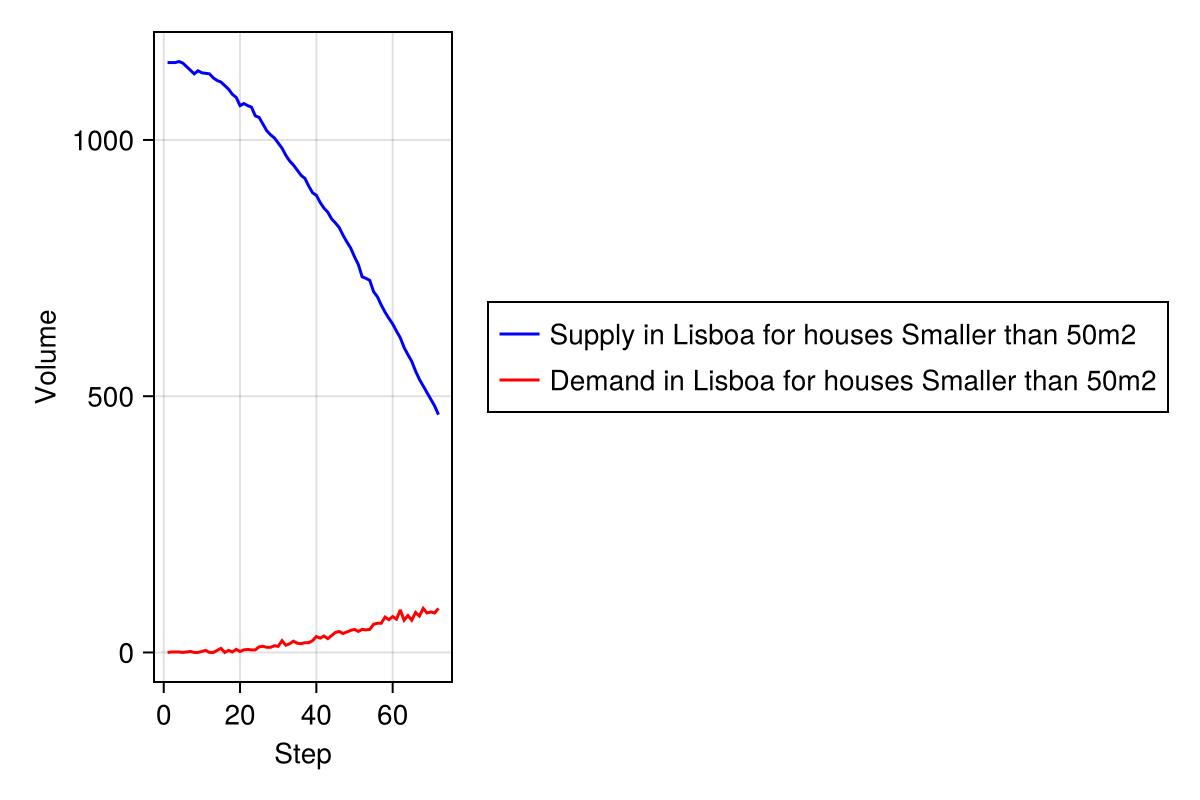 Volume
1000
500
0
0 20 40 60
Step
Supply in Lisboa for houses Smaller than 50m2
Demand in Lisboa for houses Smaller than 50m2